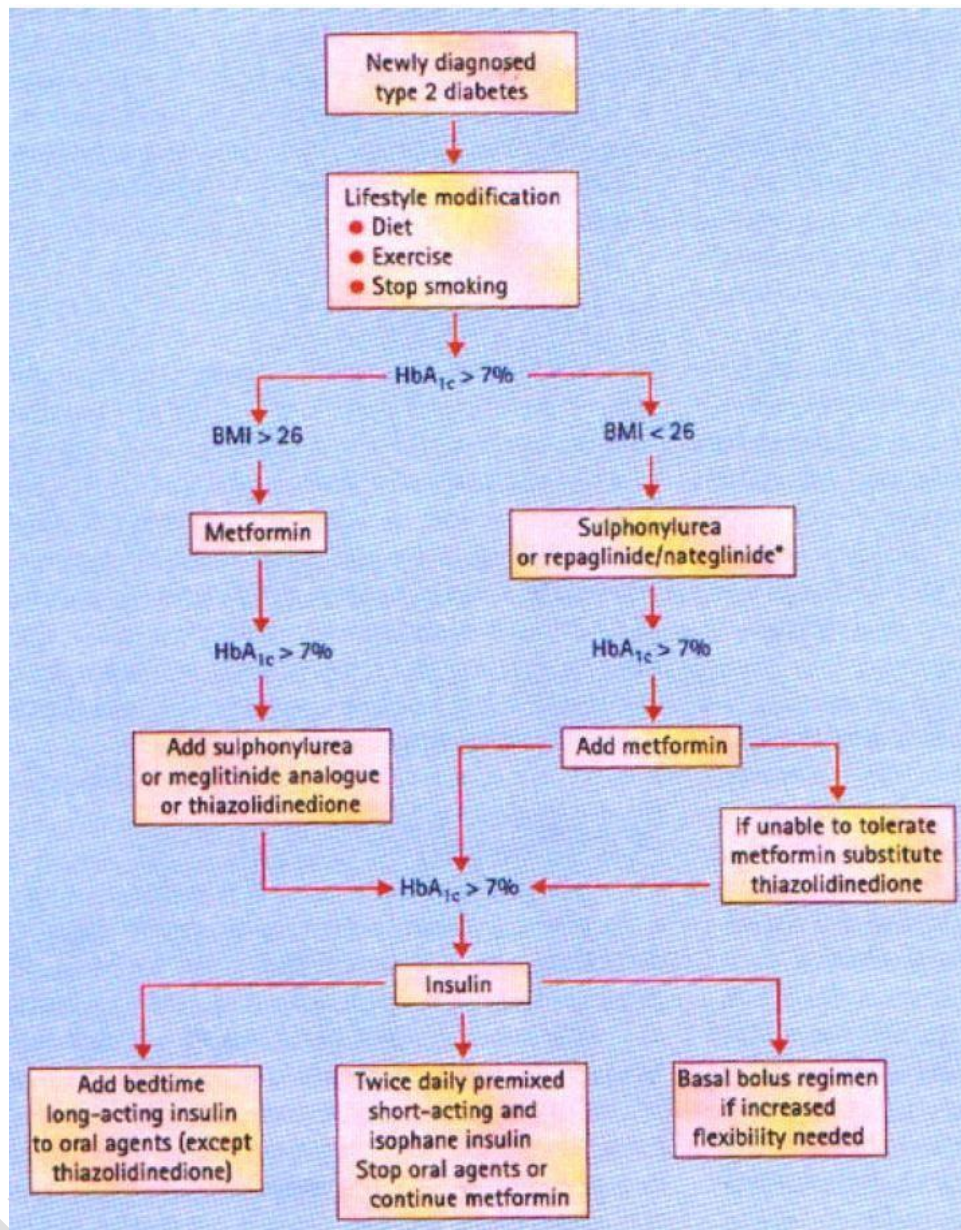 Newly diagnosed
type 2 diabetes
Lifestyle modification
● Diet
● Exercise
● Stop smoking
HbA₁c > 7%
BMI > 26
BMI < 26
Metformin
Sulphonylurea
or repaglinide/nateglinide*
HbA₁c > 7%
HbA₁c > 7%
Add sulphonylurea
or meglitinide analogue
or thiazolidinedione
Add metformin
If unable to tolerate
metformin substitute
thiazolidinedione
HbA₁c > 7%
Insulin
Add bedtime
long-acting insulin
to oral agents (except
thiazolidinedione)
Twice daily premixed
short-acting and
isophane insulin
Stop oral agents or
continue metformin
Basal bolus regimen
if increased
flexibility needed